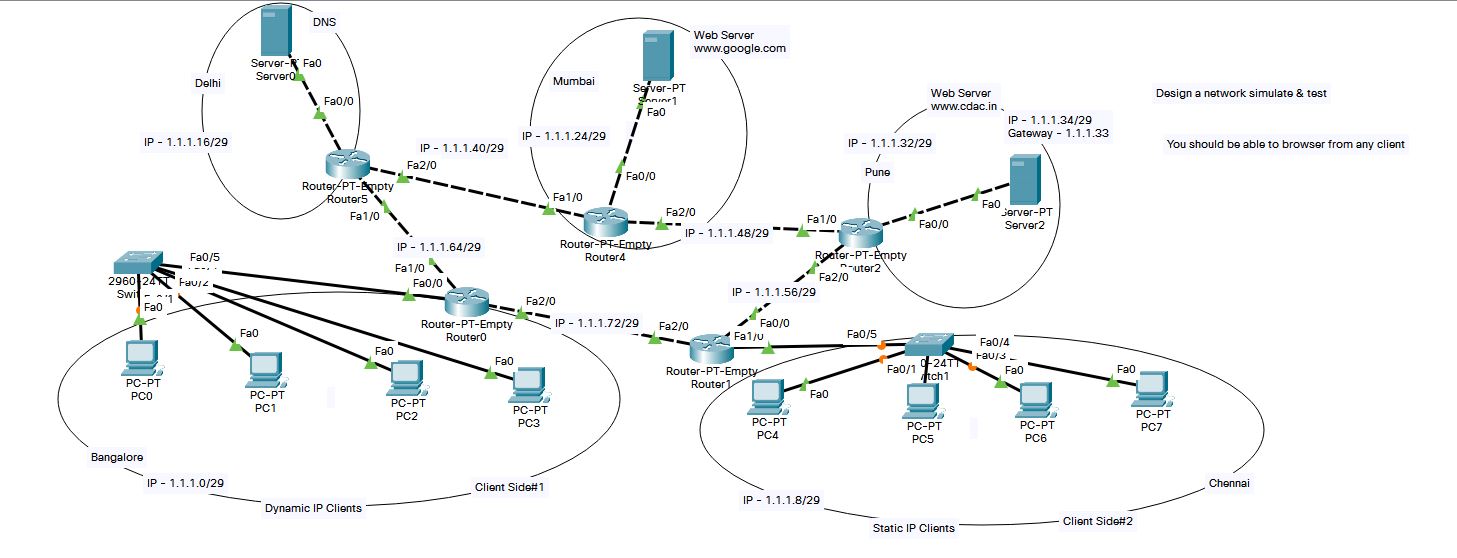 DNS
Server-PT Fa0
Server0
Delhi
Fa0/0
IP - 1.1.1.16/29
Router-PT-Empty
Router5
Fa2/0
Fa1/0
IP - 1.1.1.40/29
Web Server
www.google.com
Mumbai
Server-PT
Server1
Fa0
IP - 1.1.1.24/29
Fa0/0
Fa1/0
Fa2/0
Router-PT-Empty
Router4
IP - 1.1.1.48/29
Web Server
www.cdac.in
IP - 1.1.1.34/29
Gateway - 1.1.1.33
IP - 1.1.1.32/29
Pune
Fa0
Server-PT
Server2
Fa1/0
Fa0/0
Router-PT-Empty
Router2
Fa2/0
Design a network simulate & test
You should be able to browser from any client
IP - 1.1.1.64/29
IP - 1.1.1.56/29
Fa0/5
Fa0/2
Fa0
Fa1/0
Fa0/0
Fa2/0
Router-PT-Empty
Router0
IP - 1.1.1.72/29
Fa2/0
Fa0/0
Fa1/0
Router-PT-Empty
Router1
Fa0
PC-PT
PC0
Fa0
PC-PT
PC1
Fa0
PC-PT
PC2
Fa0
PC-PT
PC3
Bangalore
IP - 1.1.1.0/29
Client Side#1
Dynamic IP Clients
Fa0/5
Fa0/4
Fa0/3
Fa0/1
Fa0
PC-PT
PC4
PC-PT
PC5
Fa0
PC-PT
PC6
Fa0
PC-PT
PC7
IP - 1.1.1.8/29
Chennai
Static IP Clients
Client Side#2